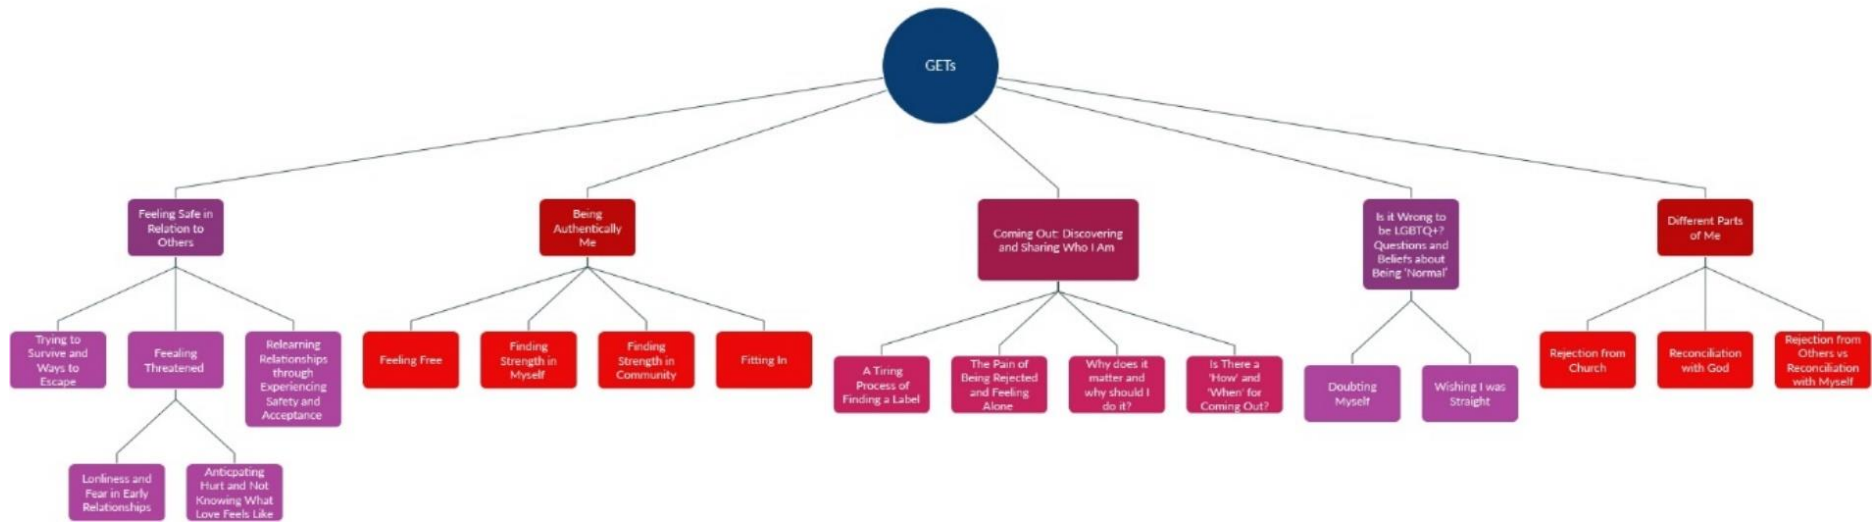 GETs
Feeling Safe in
Relation to
Others
Being
Authentically
Me
Coming Out: Discovering
and Sharing Who I Am
Is it Wrong to
be LGBTQ+?
Questions and
Beliefs about
Being 'Normal'
Different Parts
of Me
Trying to
Survive and
Ways to
Escape
Feealing
Threatened
Relearning
Relationships
through
Experiencing
Safety and
Acceptance
Feeling Free
Finding
Strength in
Myself
Finding
Strength in
Community
Fitting In
A Tiring
Process of
Finding a Label
The Pain of
Being Rejected
and Feeling
Alone
Why does it
matter and
why should I
do it?
Is There a
'How' and
'When' for
Coming Out?
Doubting
Myself
Wishing I was
Straight
Rejection from
Church
Reconciliation
with God
Rejection from
Others vs
Reconciliation
with Myself
Lonliness and
Fear in Early
Relationships
Anticpating
Hurt and Not
Knowing What
Love Feels Like